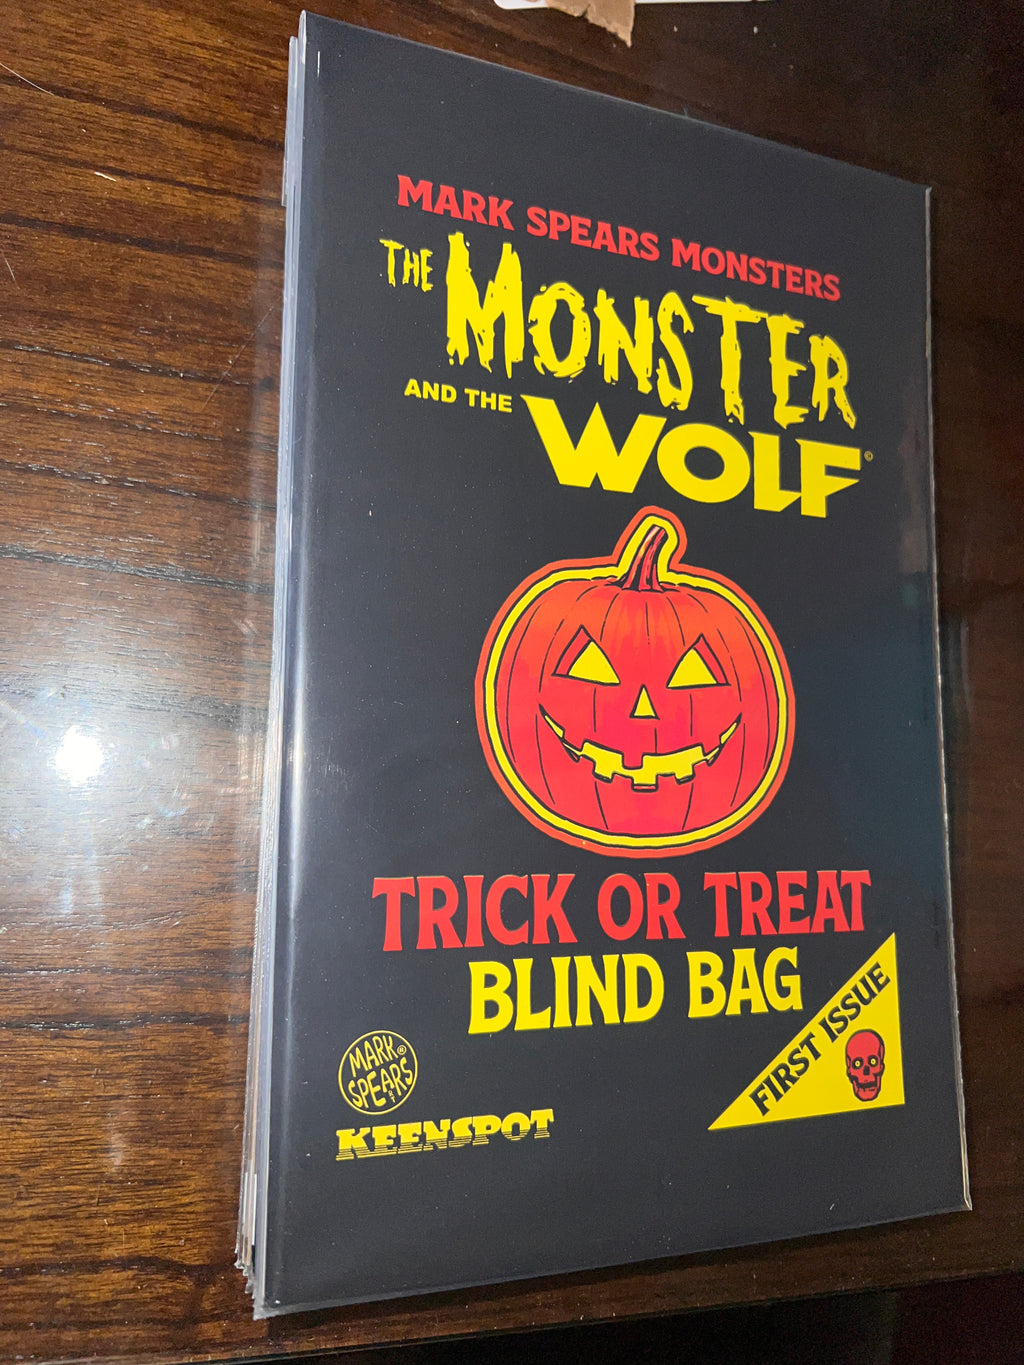 MARK SPEARS MONSTERS
THE MONSTER
AND THE WOLF©
TRICK OR TREAT
BLIND BAG
FIRST ISSUE
MARK®
SPEARS
KEENSPOT